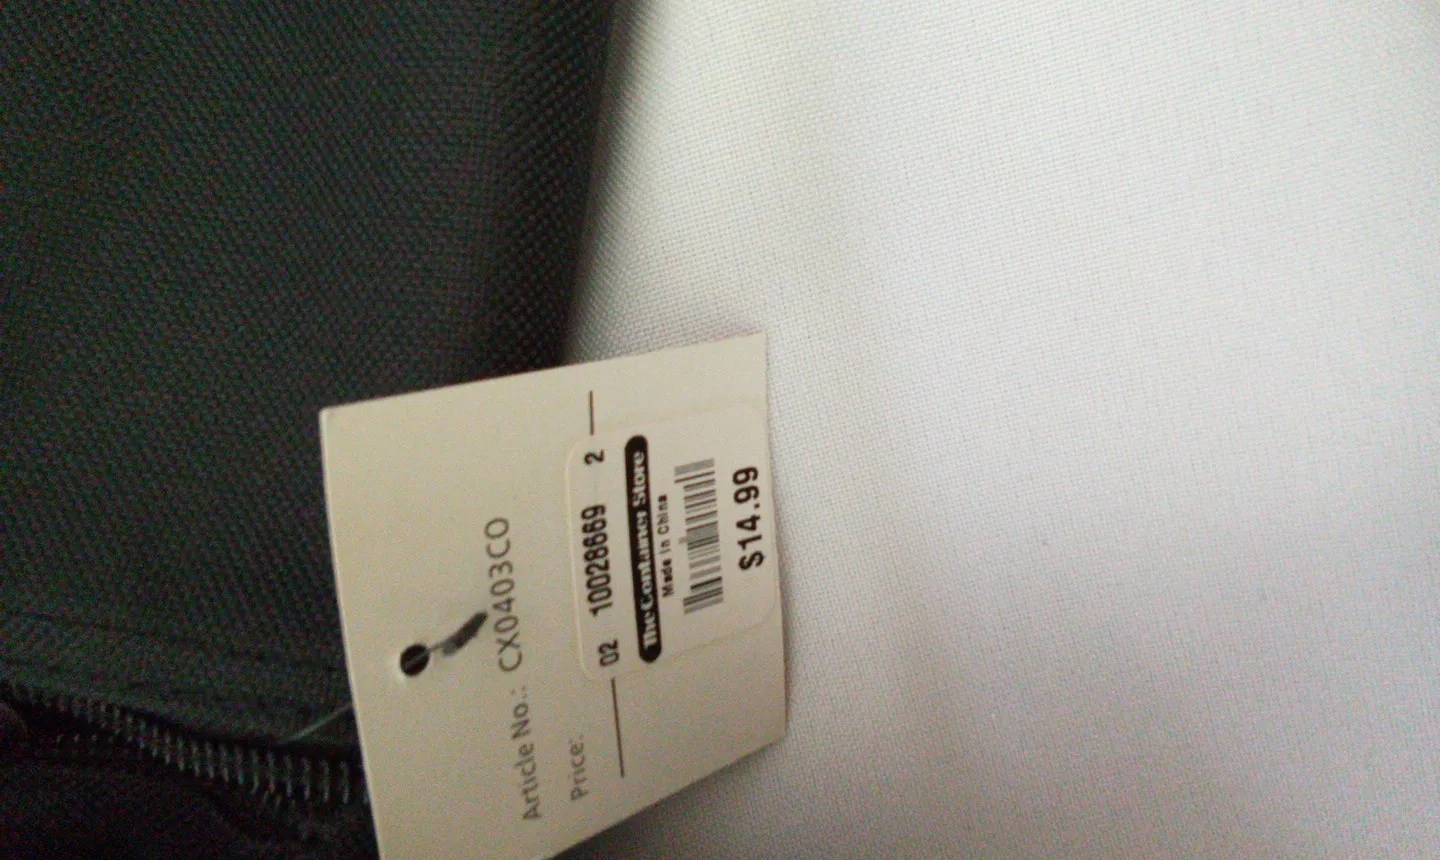 Article No.: CX0403CO
Price:
02 10028669 2
The Container Store
Made In China
$14.99